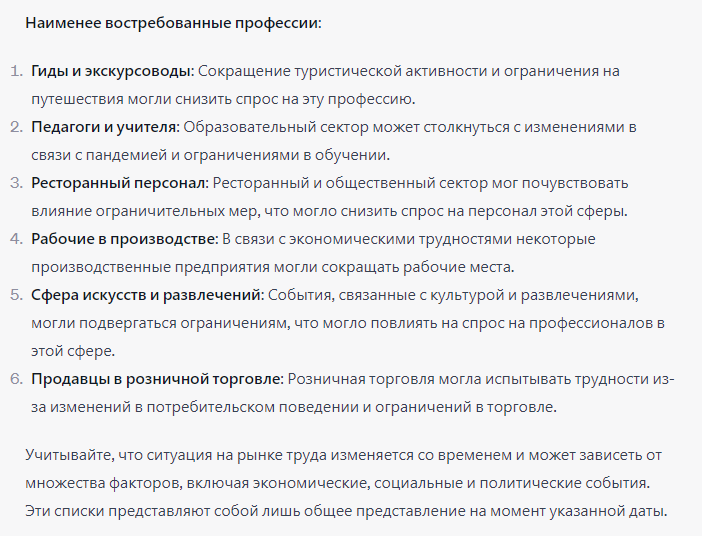 Наименее востребованные профессии:
1. Гиды и экскурсоводы: Сокращение туристической активности и ограничения на
путешествия могли снизить спрос на эту профессию.
2. Педагоги и учителя: Образовательный сектор может столкнуться с изменениями в
связи с пандемией и ограничениями в обучении.
3. Ресторанный персонал: Ресторанный и общественный сектор мог почувствовать
влияние ограничительных мер, что могло снизить спрос на персонал этой сферы.
4. Рабочие в производстве: В связи с экономическими трудностями некоторые
производственные предприятия могли сокращать рабочие места.
5. Сфера искусств и развлечений: События, связанные с культурой и развлечениями,
могли подвергаться ограничениям, что могло повлиять на спрос на профессионалов в
этой сфере.
6. Продавцы в розничной торговле: Розничная торговля могла испытывать трудности из-
за изменений в потребительском поведении и ограничений в торговле.
Учитывайте, что ситуация на рынке труда изменяется со временем и может зависеть от
множества факторов, включая экономические, социальные и политические события.
Эти списки представляют собой лишь общее представление на момент указанной даты.